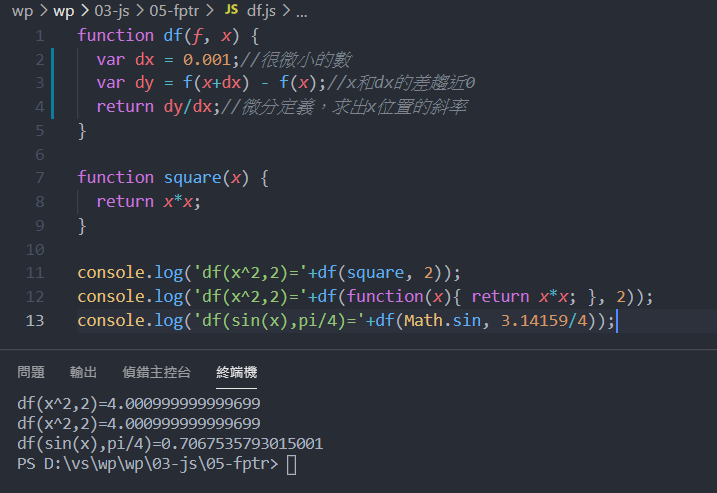 wp > wp > 03-js > 05-fptr > JS df.js > ...
1 function df(f, x) {
2 var dx = 0.001;//很微小的數
3 var dy = f(x+dx) - f(x);//x和dx的差趨近0
4 return dy/dx;//微分定義，求出x位置的斜率
5 }
6
7 function square(x) {
8 return x*x;
9 }
10
11 console.log('df(x^2,2)='+df(square, 2));
12 console.log('df(x^2,2)='+df(function(x){ return x*x; }, 2));
13 console.log('df(sin(x),pi/4)='+df(Math.sin, 3.14159/4));
問題 輸出 偵錯主控台 終端機
df(x^2,2)=4.000999999999699
df(x^2,2)=4.000999999999699
df(sin(x),pi/4)=0.7067535793015001
PS D:\vs\wp\wp\03-js\05-fptr>